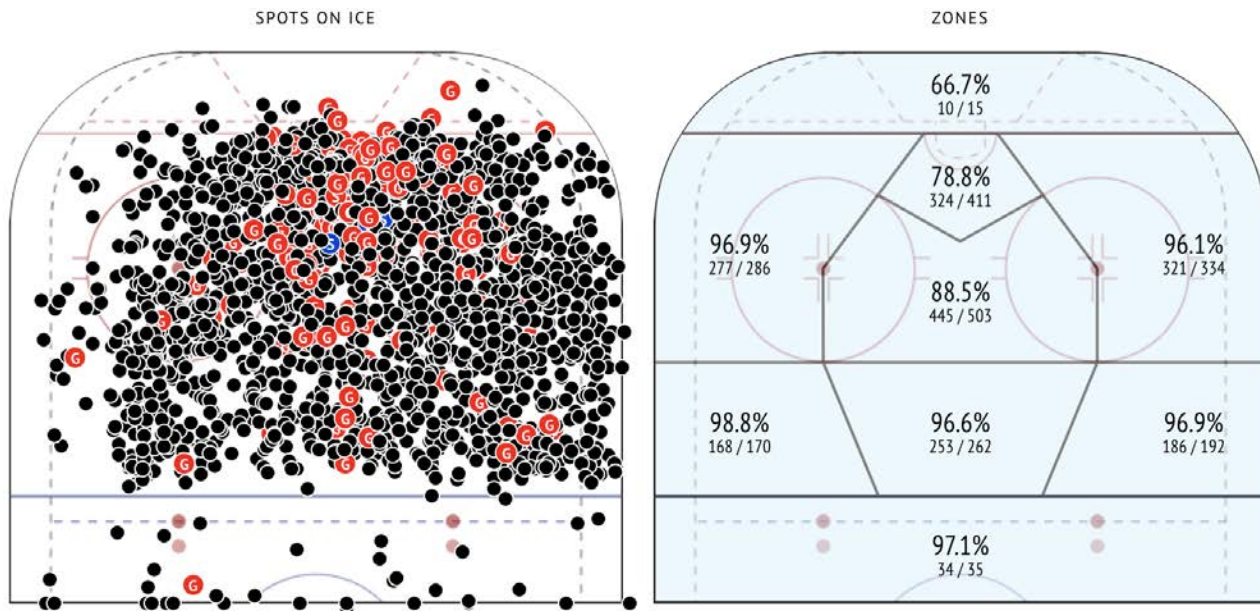 SPOTS ON ICE
ZONES
66.7%
10 / 15
78.8%
324 / 411
96.9%
277 / 286
96.1%
321 / 334
88.5%
445 / 503
98.8%
168 / 170
96.6%
253 / 262
96.9%
186 / 192
97.1%
34 / 35